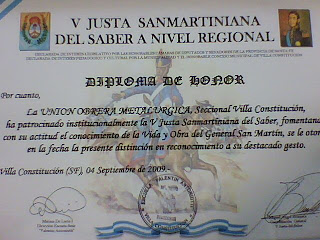 V JUSTA SANMARTINIANA
DEL SABER A NIVEL REGIONAL
DIPLOMA DE HONOR
Por cuanto,
La UNION OBRERA METALURGICA, Seccional Villa Constitución,
ha patrocinado institucionalmente la V Justa Sanmartiniana del Saber, fomentand
con su actitud el conocimiento de la Vida y Obra del General San Martín, se le otor
en la fecha la presente distinción en reconocimiento a su destacado gesto.
Villa Constitución (SF), 04 Septiembre de 2009.-